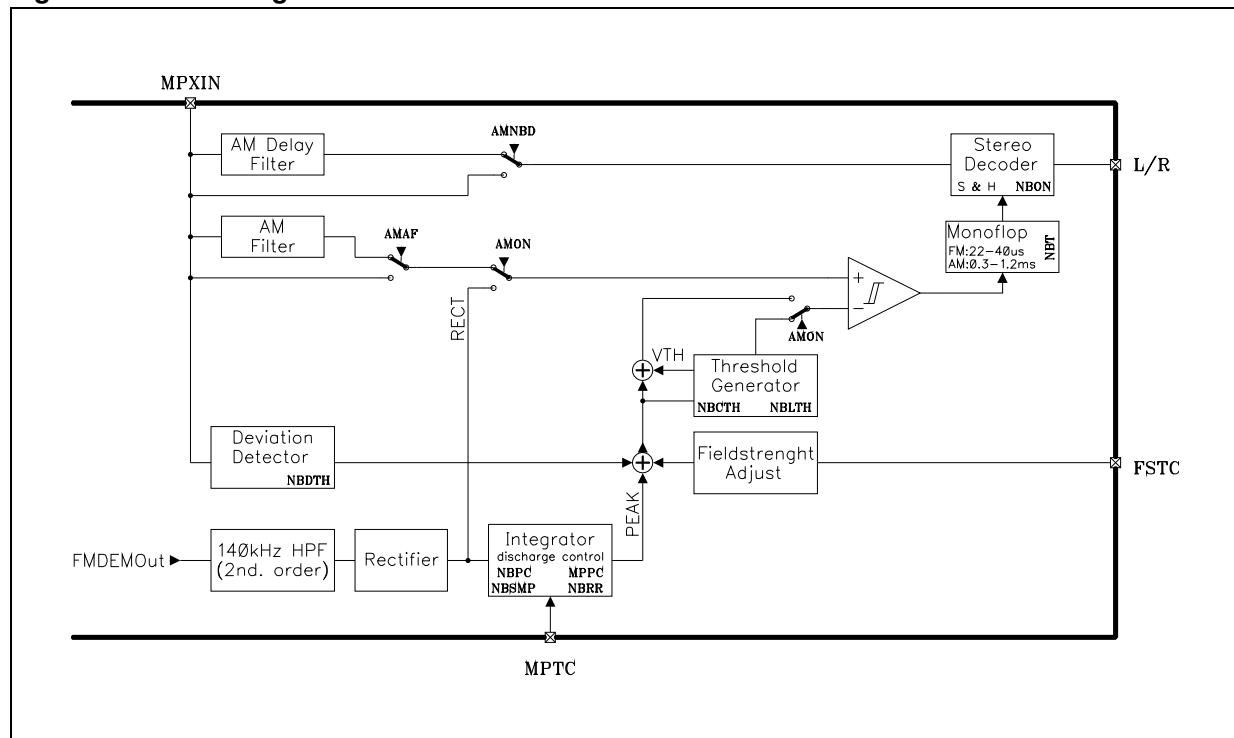 MPXIN
AM Delay
Filter
AMNBD
Stereo
Decoder
S & H NBON
L/R
AM
Filter
AMAF
AMON
Monoflop
FM:22-40us
AM:0.3-1.2ms
NBT
+
−
RECT
AMON
VTH
Threshold
Generator
NBCTH NBLTH
Deviation
Detector
NBDTH
Fieldstrenght
Adjust
FSTC
PEAK
FMDEMOut
140kHz HPF
(2nd. order)
Rectifier
Integrator
discharge control
NBPC MPPC
NBSMP NBRR
MPTC